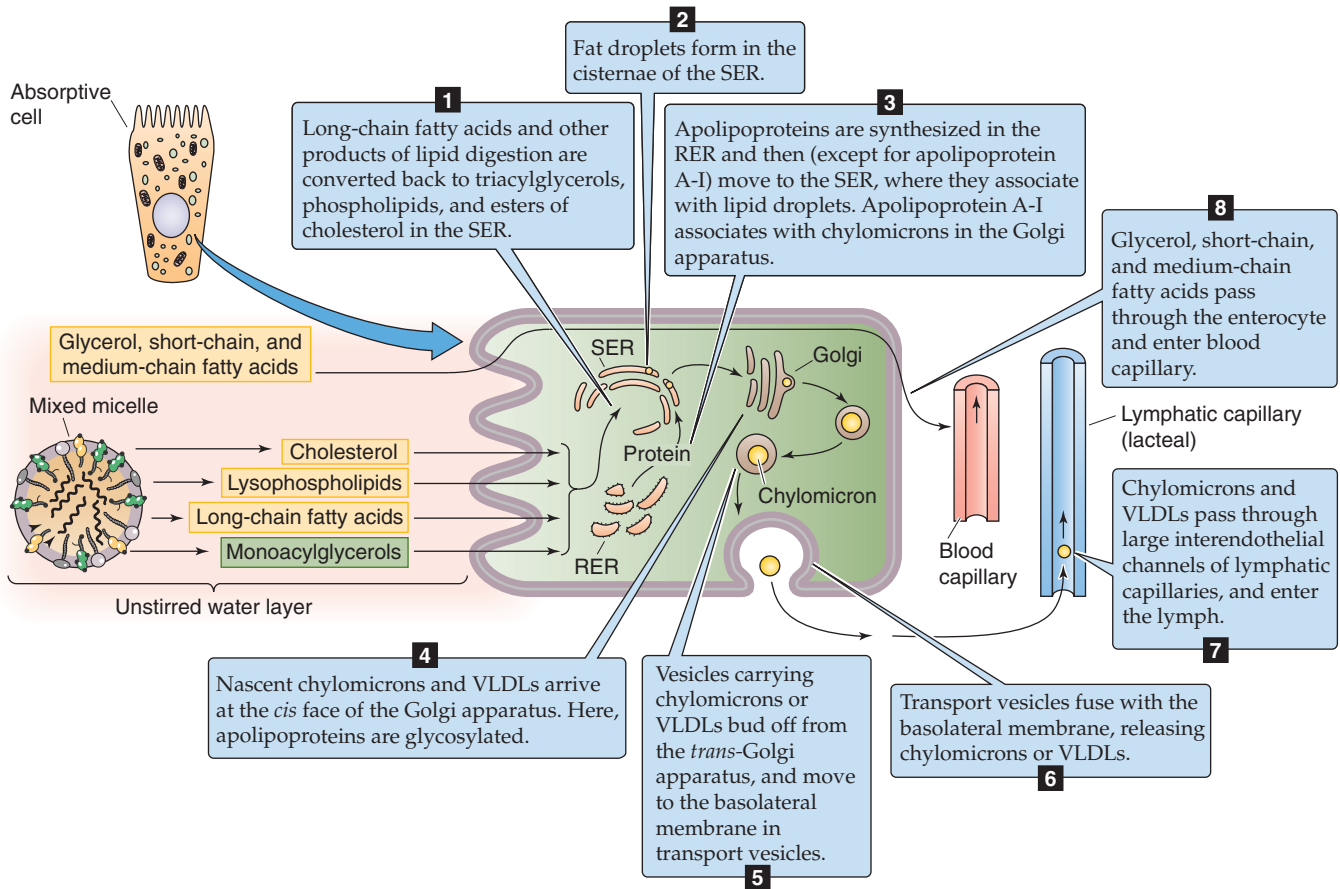 2
Fat droplets form in the
cisternae of the SER.
Absorptive
cell
1
Long-chain fatty acids and other
products of lipid digestion are
converted back to triacylglycerols,
phospholipids, and esters of
cholesterol in the SER.
3
Apolipoproteins are synthesized in the
RER and then (except for apolipoprotein
A-I) move to the SER, where they associate
with lipid droplets. Apolipoprotein A-I
associates with chylomicrons in the Golgi
apparatus.
8
Glycerol, short-chain,
and medium-chain
fatty acids pass
through the enterocyte
and enter blood
capillary.
Glycerol, short-chain, and
medium-chain fatty acids
Mixed micelle
Cholesterol
Lysophospholipids
Long-chain fatty acids
Monoacylglycerols
Unstirred water layer
SER
Golgi
Protein
Chylomicron
RER
Blood
capillary
Lymphatic capillary
(lacteal)
Chylomicrons and
VLDLs pass through
large interendothelial
channels of lymphatic
capillaries, and enter
the lymph.
7
4
Nascent chylomicrons and VLDLs arrive
at the cis face of the Golgi apparatus. Here,
apolipoproteins are glycosylated.
Vesicles carrying
chylomicrons or
VLDLs bud off from
the trans-Golgi
apparatus, and move
to the basolateral
membrane in
transport vesicles.
5
Transport vesicles fuse with the
basolateral membrane, releasing
chylomicrons or VLDLs.
6